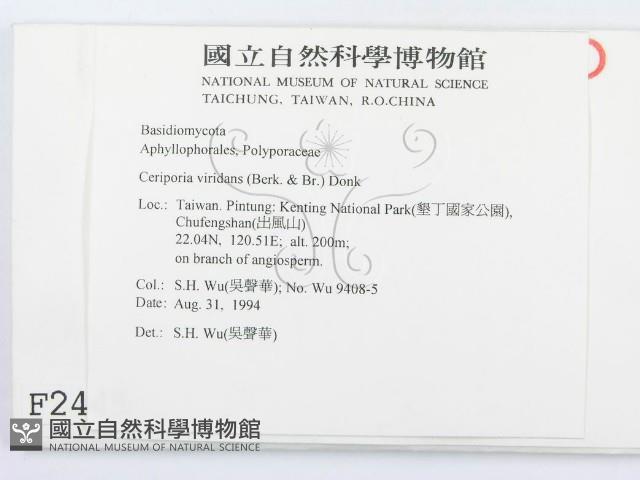 國立自然科學博物館
NATIONAL MUSEUM OF NATURAL SCIENCE
TAICHUNG, TAIWAN, R.O.CHINA
Basidiomycota
Aphyllophorales, Polyporaceae
Ceriporia viridans (Berk. & Br.) Donk
Loc.: Taiwan. Pintung: Kenting National Park(墾丁國家公園),
Chufengshan(出風山)
22.04N, 120.51E; alt. 200m;
on branch of angiosperm.
Col.: S.H. Wu(吳聲華); No. Wu 9408-5
Date: Aug. 31, 1994
Det.: S.H. Wu(吳聲華)
F24
國立自然科學博物館
NATIONAL MUSEUM OF NATURAL SCIENCE